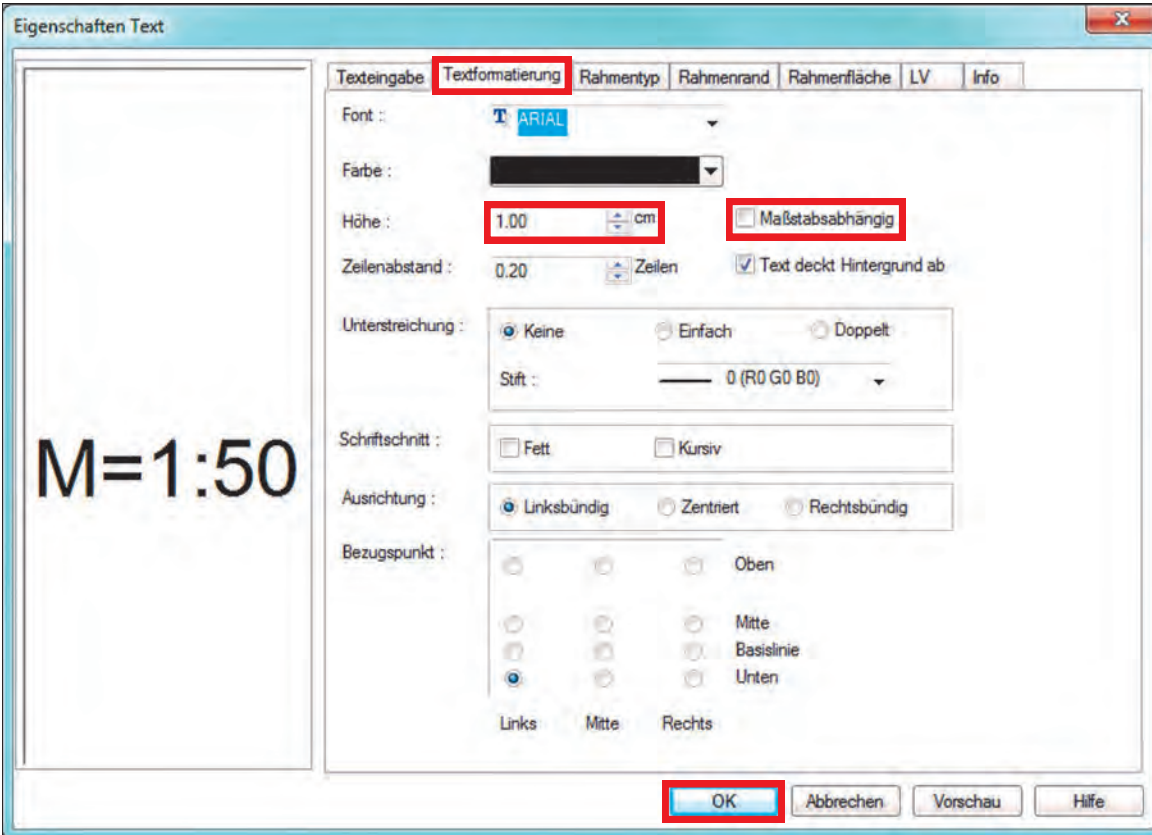 Eigenschaften Text
Texteingabe Textformatierung Rahmentyp Rahmenrand Rahmenfläche LV Info
Font : T ARIAL
Farbe :
Höhe : 1.00 cm Maßstabsabhängig
Zeilenabstand : 0.20 Zeilen Text deckt Hintergrund ab
Unterstreichung : Keine Einfach Doppelt
Stift : 0 (R0 G0 B0)
M=1:50
Schriftschnitt : Fett Kursiv
Ausrichtung : Linksbündig Zentriert Rechtsbündig
Bezugspunkt : Oben
Mitte
Basislinie
Unten
Links Mitte Rechts
OK Abbrechen Vorschau Hilfe